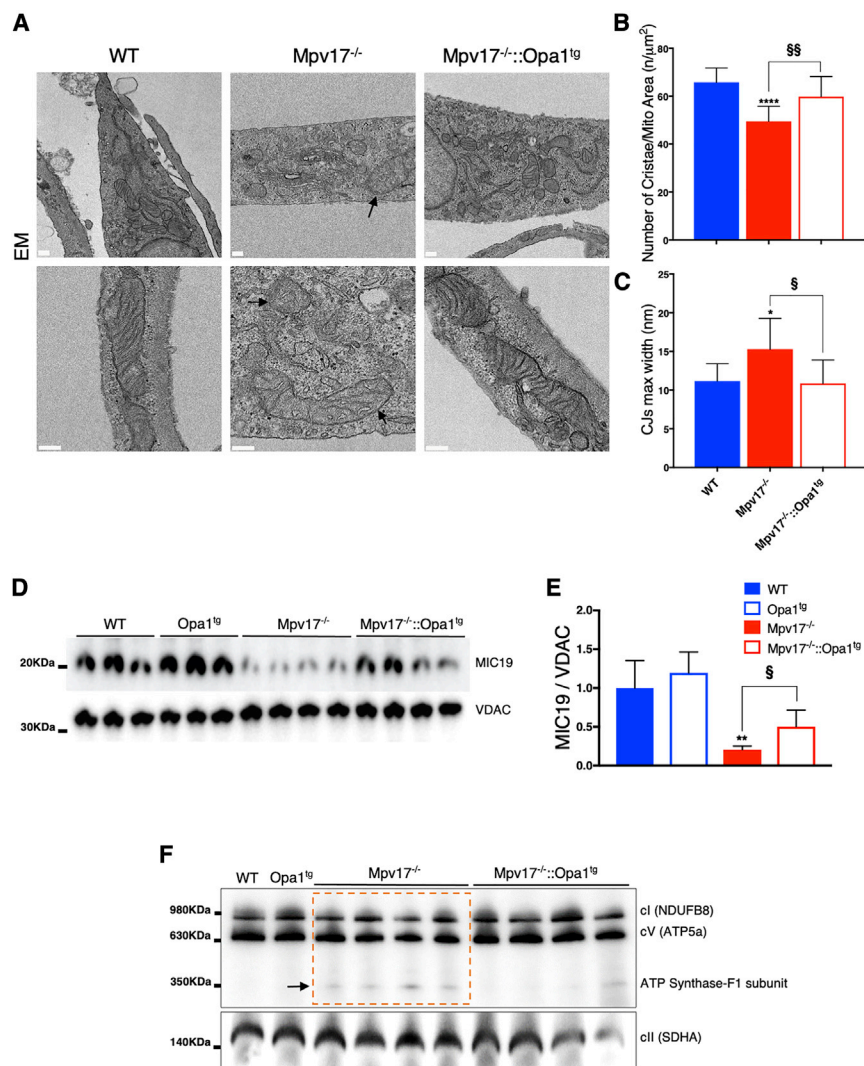 A
WT
Mpv17-/-
Mpv17-/-::Opa1tg
EM
B
Number of Cristae/Mito Area (n/µm2)
80
60
40
20
0
****
§§
C
CJs max width (nm)
25
20
15
10
5
0
*
§
WT
Mpv17-/-
Mpv17-/-::Opa1tg
D
WT
Opa1tg
Mpv17-/-
Mpv17-/-::Opa1tg
20KDa
MIC19
VDAC
30KDa
E
WT
Opa1tg
Mpv17-/-
Mpv17-/-::Opa1tg
MIC19 / VDAC
2.0
1.5
1.0
0.5
0.0
**
§
F
WT
Opa1tg
Mpv17-/-
Mpv17-/-::Opa1tg
980KDa
cI (NDUFB8)
630KDa
cV (ATP5a)
350KDa
ATP Synthase-F1 subunit
140KDa
cII (SDHA)